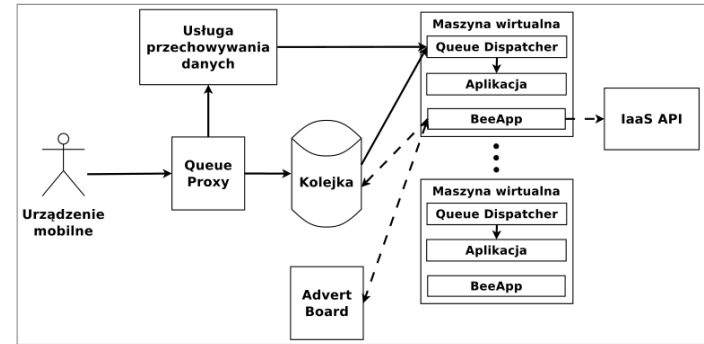 Usługa
przechowywania
danych
Maszyna wirtualna
Queue Dispatcher
Aplikacja
BeeApp
IaaS API
Urządzenie
mobilne
Queue
Proxy
Kolejka
Maszyna wirtualna
Queue Dispatcher
Aplikacja
BeeApp
Advert
Board